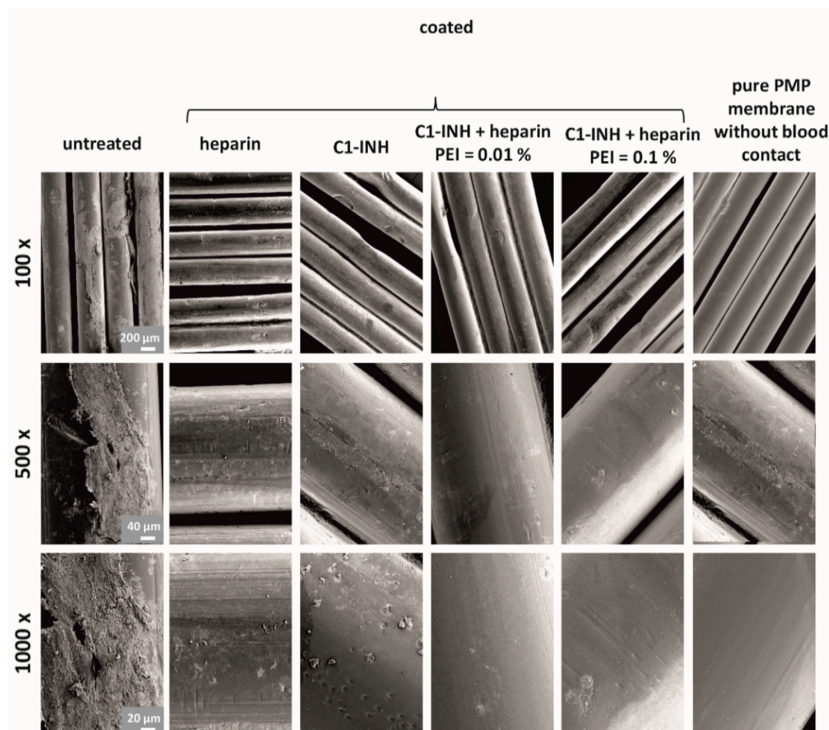 coated
untreated
heparin
C1-INH
C1-INH + heparin
PEI = 0.01 %
C1-INH + heparin
PEI = 0.1 %
pure PMP
membrane
without blood
contact
100 x
200 µm
500 x
40 µm
1000 x
20 µm